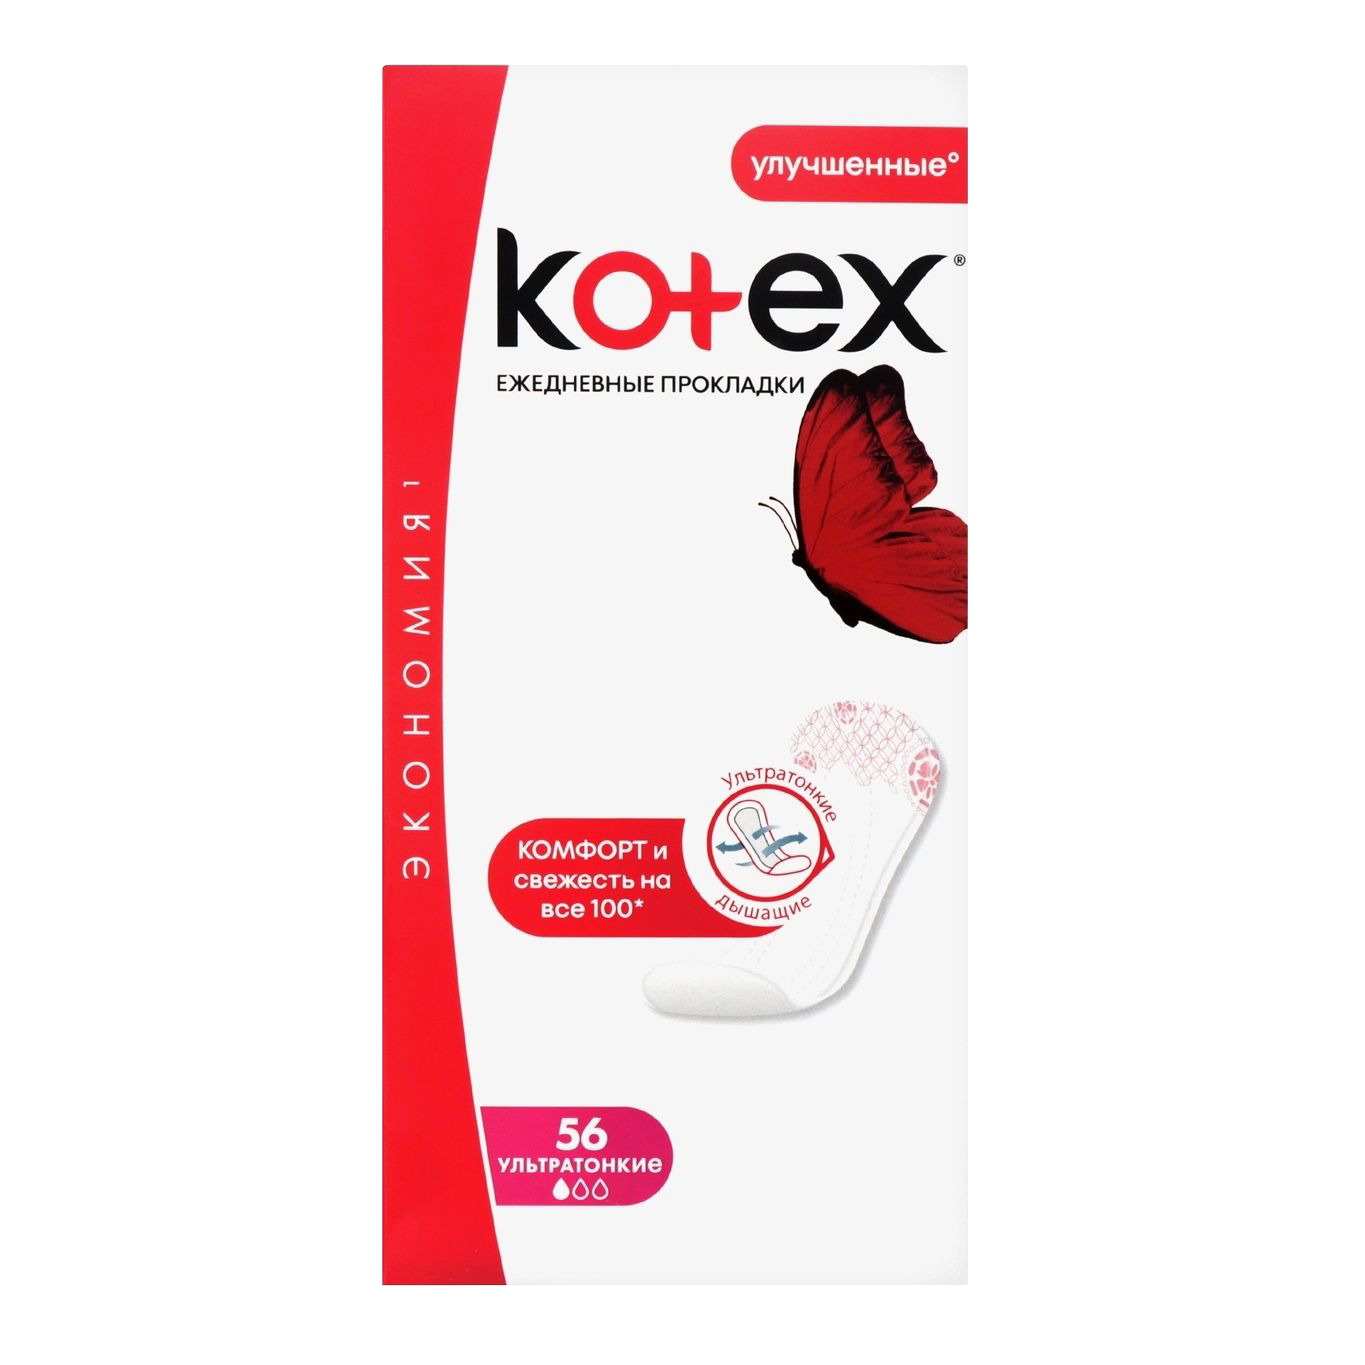 улучшенные°
kotex®
ЕЖЕДНЕВНЫЕ ПРОКЛАДКИ
ЭКОНОМИЯ¹
Ультратонкие
дышащие
КОМФОРТ и
свежесть на
все 100*
56
УЛЬТРАТОНКИЕ